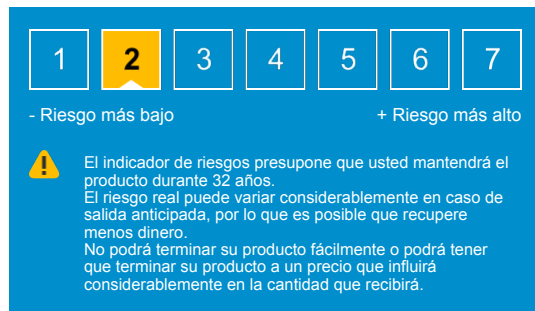 1 2 3 4 5 6 7
- Riesgo más bajo + Riesgo más alto
El indicador de riesgos presupone que usted mantendrá el
producto durante 32 años.
El riesgo real puede variar considerablemente en caso de
salida anticipada, por lo que es posible que recupere
menos dinero.
No podrá terminar su producto fácilmente o podrá tener
que terminar su producto a un precio que influirá
considerablemente en la cantidad que recibirá.